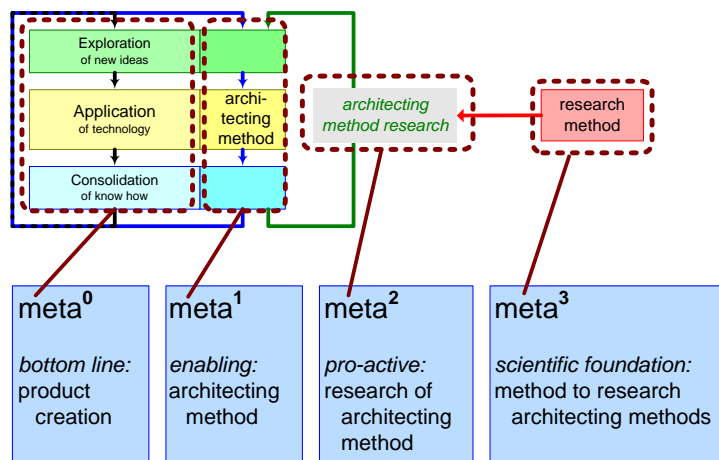 Exploration
of new ideas
Application
of technology
Consolidation
of know how
archi-
tecting
method
architecting
method research
research
method
meta⁰
bottom line:
product
creation
meta¹
enabling:
architecting
method
meta²
pro-active:
research of
architecting
method
meta³
scientific foundation:
method to research
architecting methods